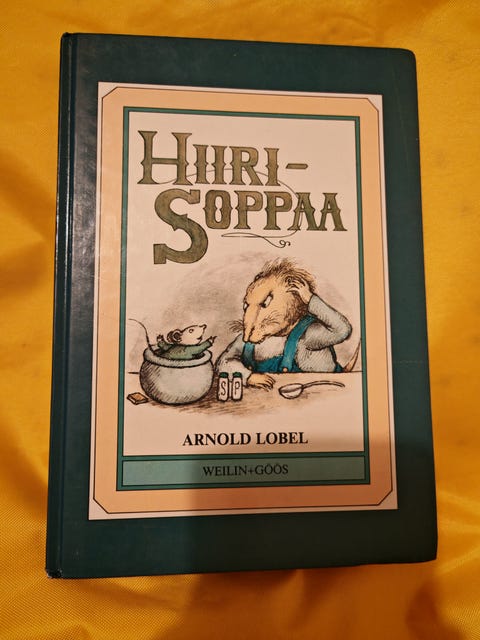 HIIRI-
SOPPAA
S P
ARNOLD LOBEL
WEILIN+GÖÖS